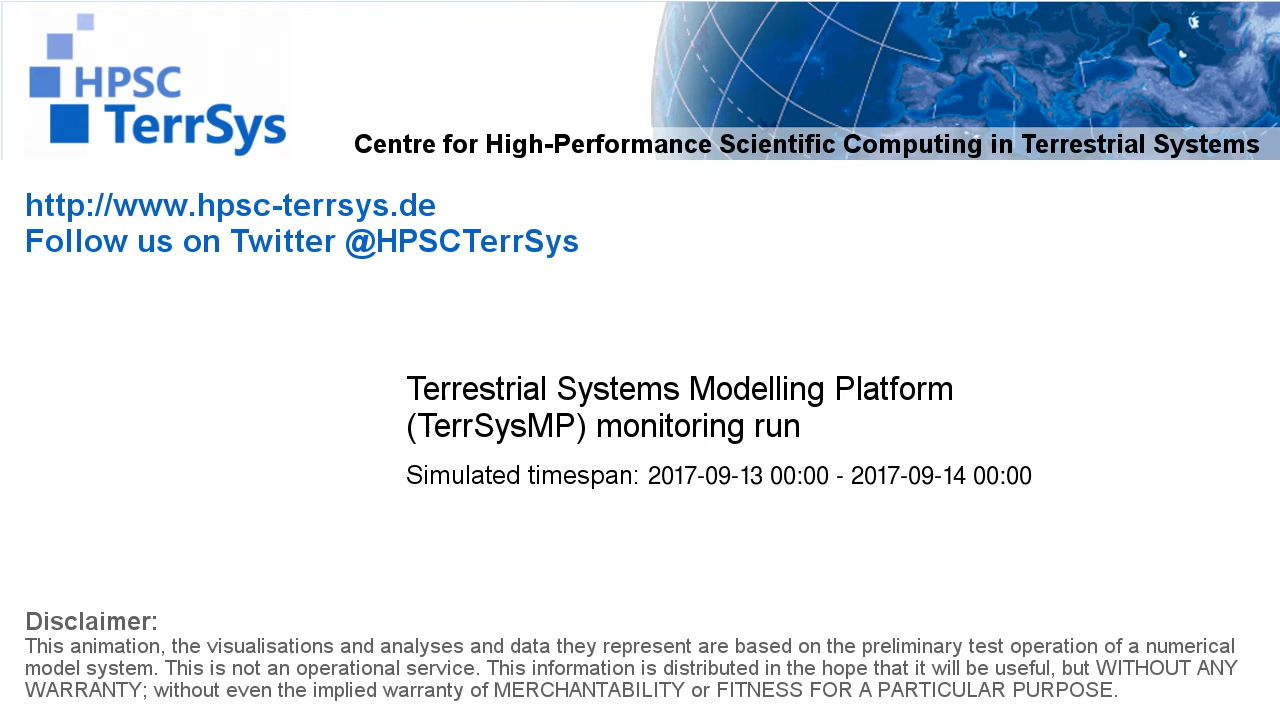 HPSC
TerrSys
Centre for High-Performance Scientific Computing in Terrestrial Systems
http://www.hpsc-terrsys.de
Follow us on Twitter @HPSCTerrSys
Terrestrial Systems Modelling Platform
(TerrSysMP) monitoring run
Simulated timespan: 2017-09-13 00:00 - 2017-09-14 00:00
Disclaimer:
This animation, the visualisations and analyses and data they represent are based on the preliminary test operation of a numerical
model system. This is not an operational service. This information is distributed in the hope that it will be useful, but WITHOUT ANY
WARRANTY; without even the implied warranty of MERCHANTABILITY or FITNESS FOR A PARTICULAR PURPOSE.